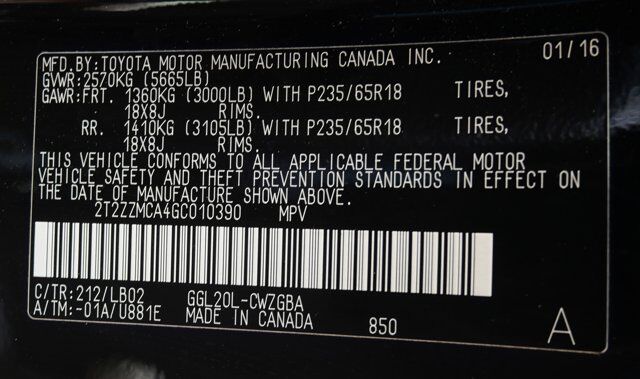 MFD.BY:TOYOTA MOTOR MANUFACTURING CANADA INC. 01/16
GVWR:2570KG (5665LB)
GAWR:FRT. 1360KG (3000LB) WITH P235/65R18 TIRES,
18X8J RIMS.
RR. 1410KG (3105LB) WITH P235/65R18 TIRES,
18X8J RIMS.
THIS VEHICLE CONFORMS TO ALL APPLICABLE FEDERAL MOTOR
VEHICLE SAFETY AND THEFT PREVENTION STANDARDS IN EFFECT ON
THE DATE OF MANUFACTURE SHOWN ABOVE.
2T2ZZMCA4GC010390 MPV
C/TR:212/LB02 GGL20L-CWZGBA
A/TM:-01A/U881E MADE IN CANADA 850 A